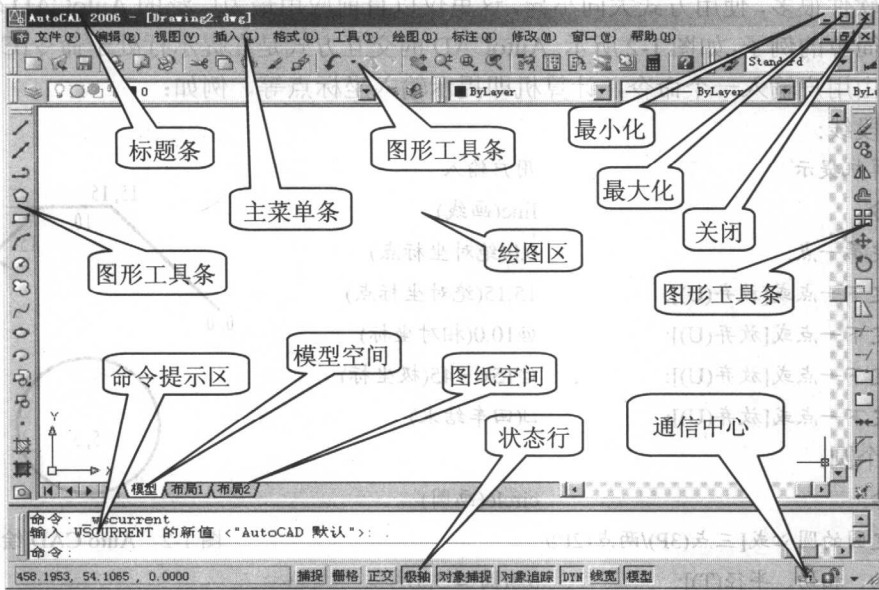 AutoCAD 2006 - [Drawing2.dwg]
文件(F) 编辑(E) 视图(V) 插入(I) 格式(O) 工具(T) 绘图(D) 标注(N) 修改(M) 窗口(W) 帮助(H)
Standard
0 ByLayer ByLayer ByL
标题条
图形工具条
最小化
主菜单条
最大化
绘图区
关闭
图形工具条
图形工具条
命令提示区
模型空间
图纸空间
状态行
通信中心
Y
X
模型 布局1 布局2
命令: _wscurrent
输入 WSCURRENT 的新值 <"AutoCAD 默认">:
命令:
458.1953, 54.1065 , 0.0000 捕捉 栅格 正交 极轴 对象捕捉 对象追踪 DYN 线宽 模型